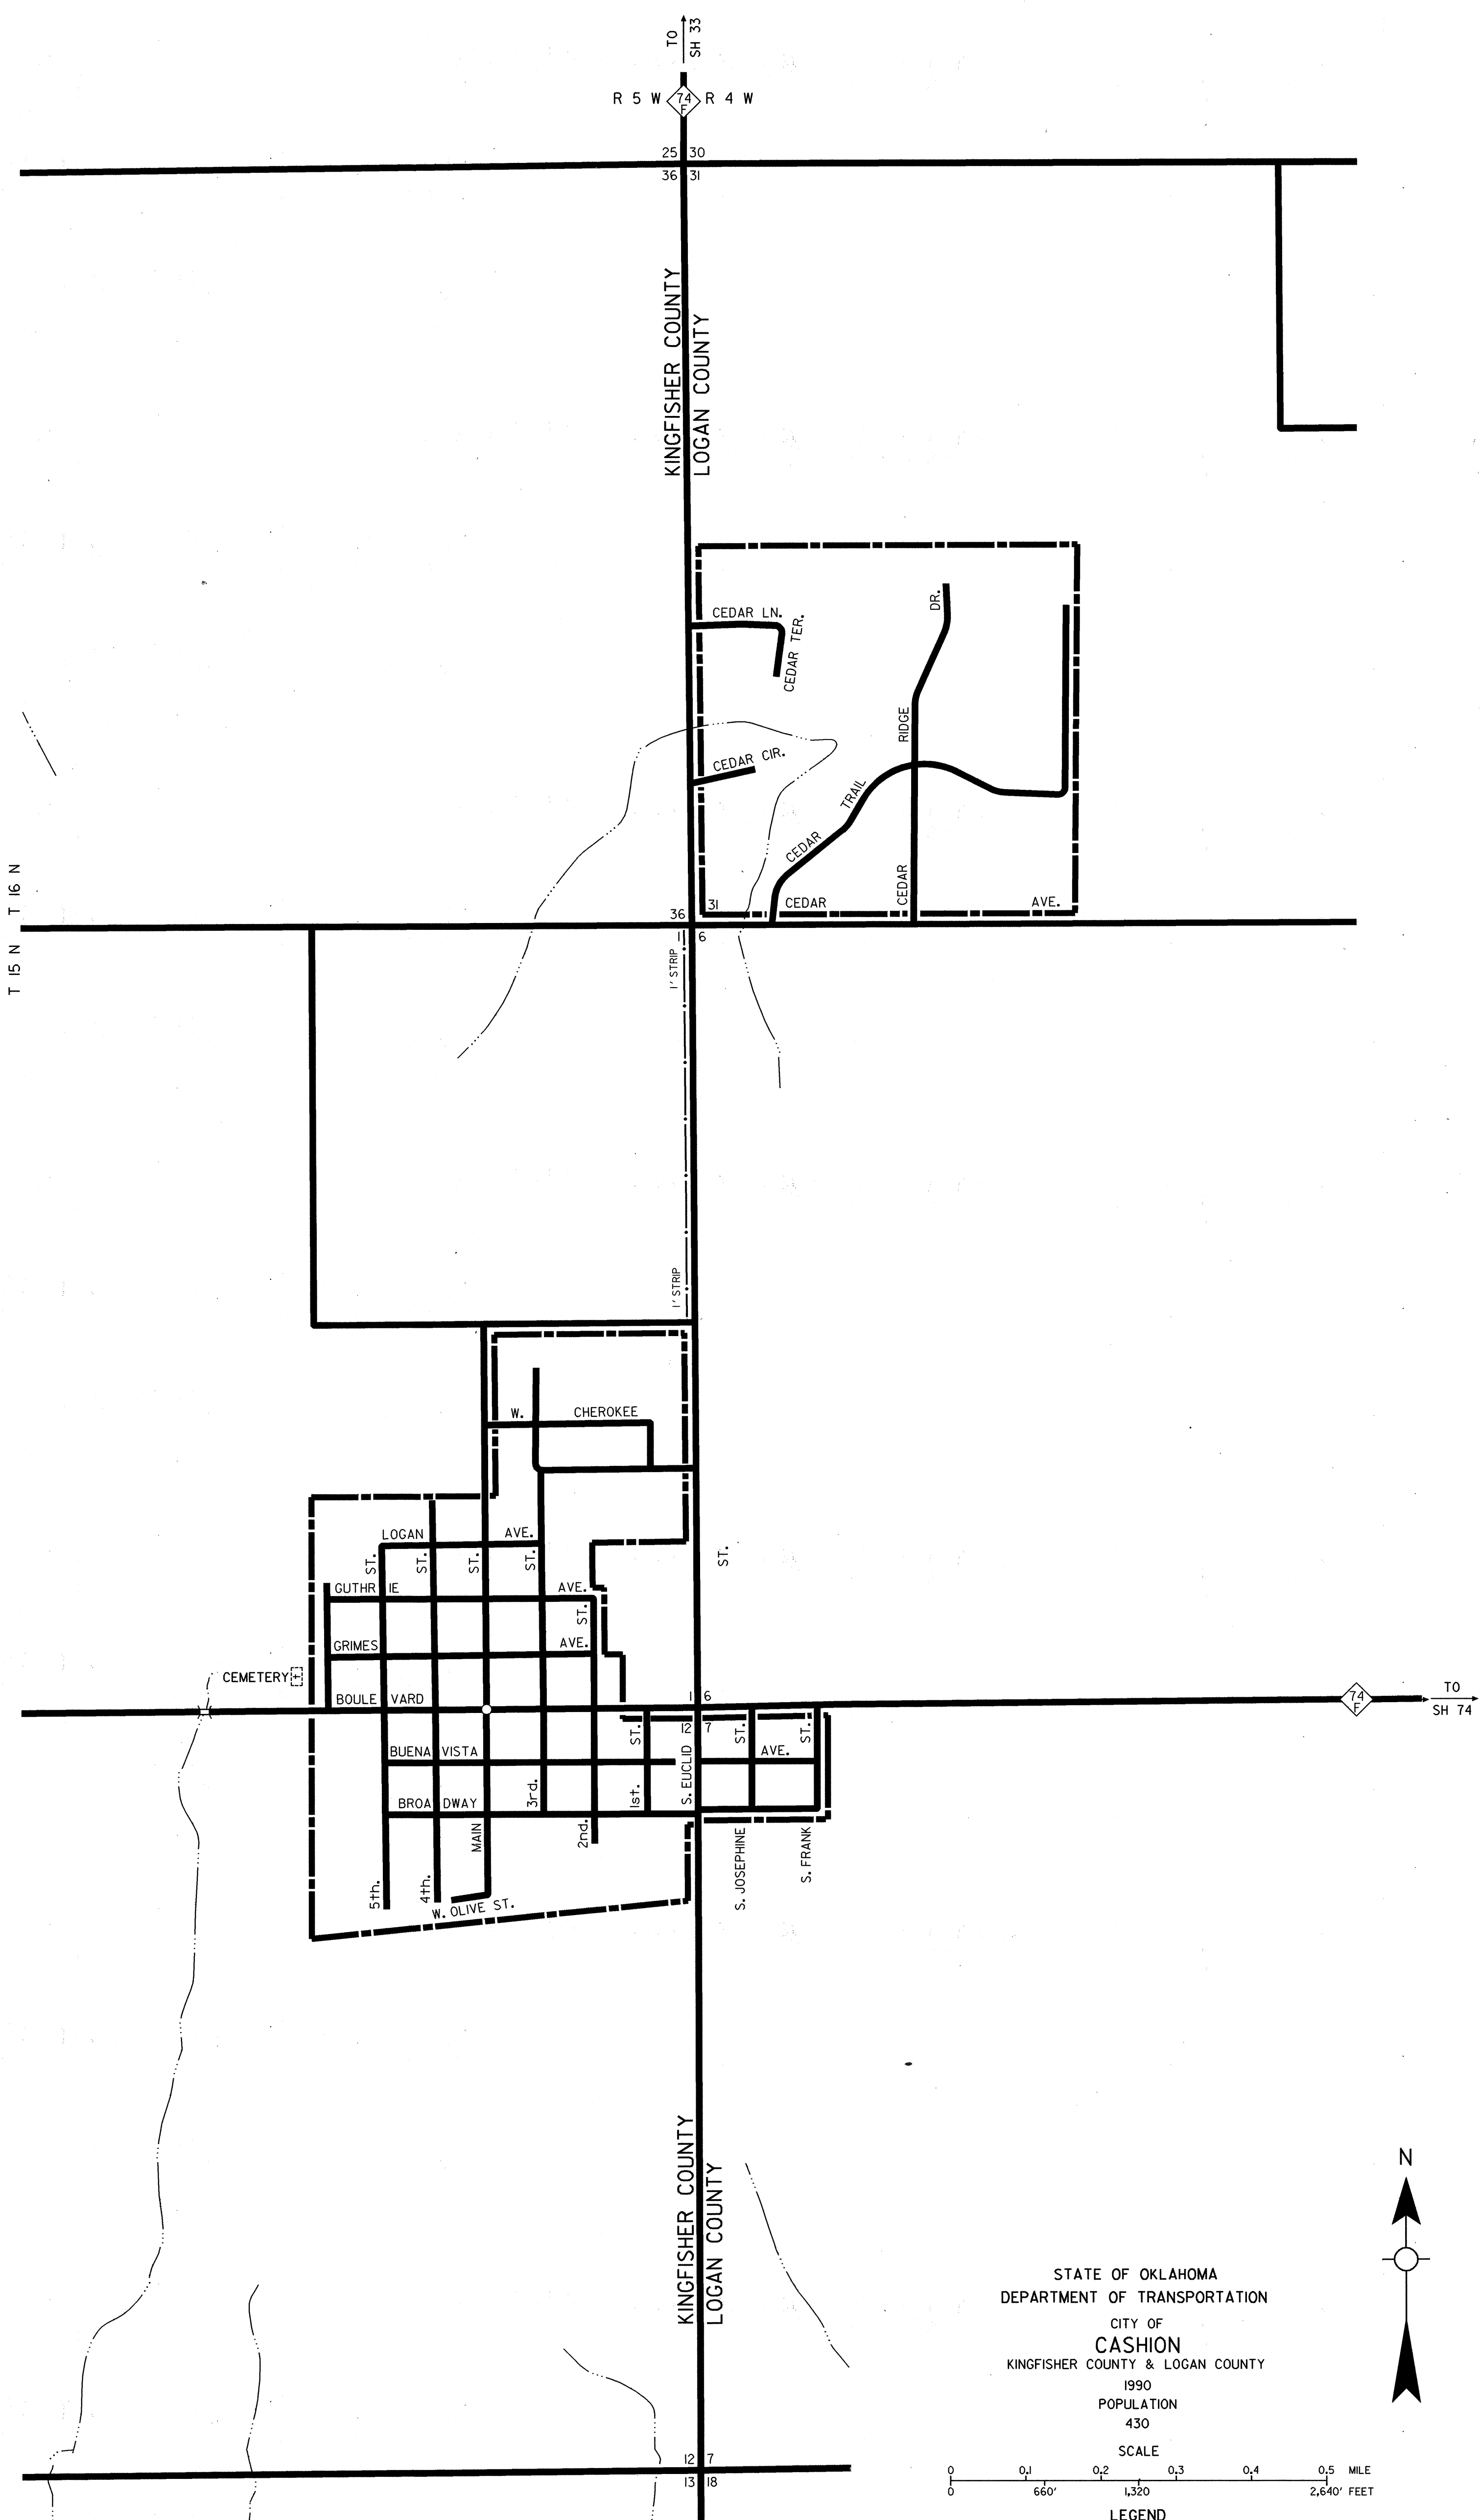 TO
SH 33
R 5 W
74
F
R 4 W
25
30
36
31
KINGFISHER COUNTY
LOGAN COUNTY
CEDAR LN.
CEDAR TER.
DR.
RIDGE
CEDAR CIR.
TRAIL
CEDAR
CEDAR
T 16 N
36
31
CEDAR
AVE.
1
6
T 15 N
1' STRIP
1' STRIP
W.
CHEROKEE
LOGAN
AVE.
ST.
ST.
ST.
ST.
ST.
GUTHR IE
AVE.
ST.
GRIMES
AVE.
CEMETERY
BOULE VARD
1
6
74
F
TO
SH 74
12
7
ST.
ST.
ST.
BUENA VISTA
AVE.
S. EUCLID
3rd.
1st.
BROA DWAY
MAIN
2nd.
S. JOSEPHINE
S. FRANK
5th.
4th.
W. OLIVE ST.
KINGFISHER COUNTY
LOGAN COUNTY
N
STATE OF OKLAHOMA
DEPARTMENT OF TRANSPORTATION
CITY OF
CASHION
KINGFISHER COUNTY & LOGAN COUNTY
1990
POPULATION
430
SCALE
12
7
13
18
0 0.1 0.2 0.3 0.4 0.5 MILE
0 660' 1,320 2,640' FEET
LEGEND